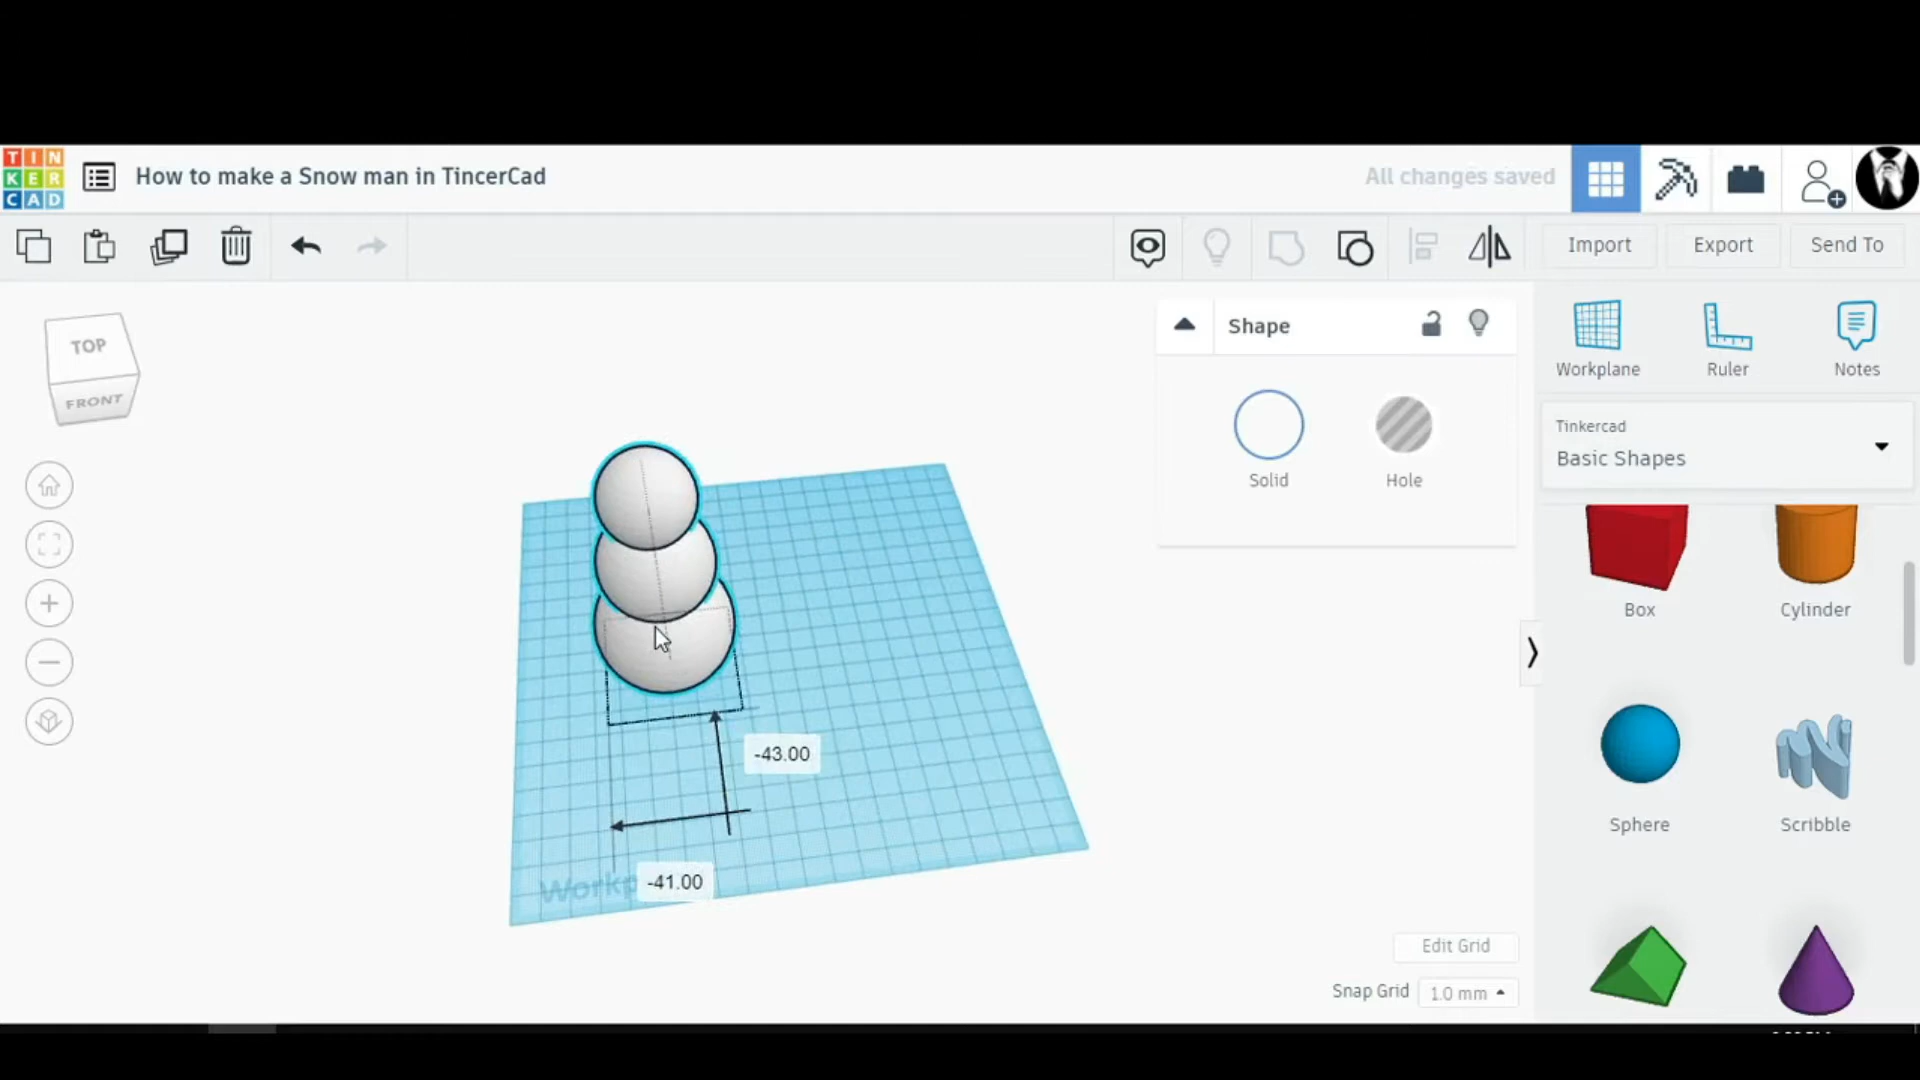 TIN
KER
CAD
How to make a Snow man in TincerCad
All changes saved
Import
Export
Send To
TOP
FRONT
Shape
Solid
Hole
Workplane
Ruler
Notes
Tinkercad
Basic Shapes
Box
Cylinder
Sphere
Scribble
-43.00
-41.00
Edit Grid
Snap Grid
1.0 mm